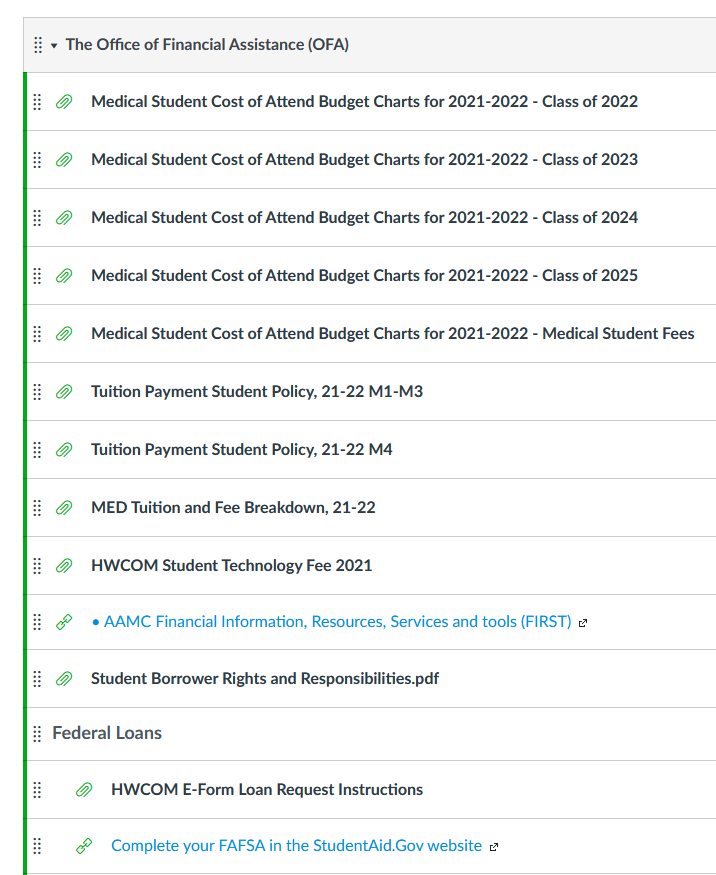 The Office of Financial Assistance (OFA)
Medical Student Cost of Attend Budget Charts for 2021-2022 - Class of 2022
Medical Student Cost of Attend Budget Charts for 2021-2022 - Class of 2023
Medical Student Cost of Attend Budget Charts for 2021-2022 - Class of 2024
Medical Student Cost of Attend Budget Charts for 2021-2022 - Class of 2025
Medical Student Cost of Attend Budget Charts for 2021-2022 - Medical Student Fees
Tuition Payment Student Policy, 21-22 M1-M3
Tuition Payment Student Policy, 21-22 M4
MED Tuition and Fee Breakdown, 21-22
HWCOM Student Technology Fee 2021
• AAMC Financial Information, Resources, Services and tools (FIRST)
Student Borrower Rights and Responsibilities.pdf
Federal Loans
HWCOM E-Form Loan Request Instructions
Complete your FAFSA in the StudentAid.Gov website